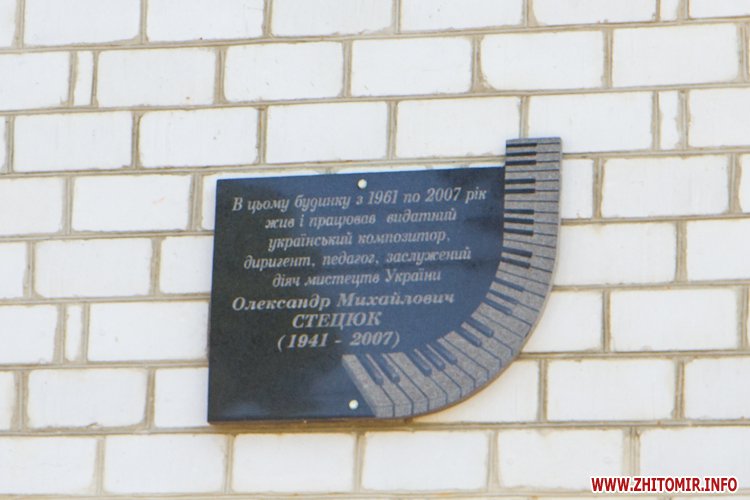 В цьому будинку з 1961 по 2007 рік
жив і працював видатний
український композитор,
диригент, педагог, заслужений
діяч мистецтв України
Олександр Михайлович
СТЕЦЮК
(1941 - 2007)
WWW.ZHITOMIR.INFO